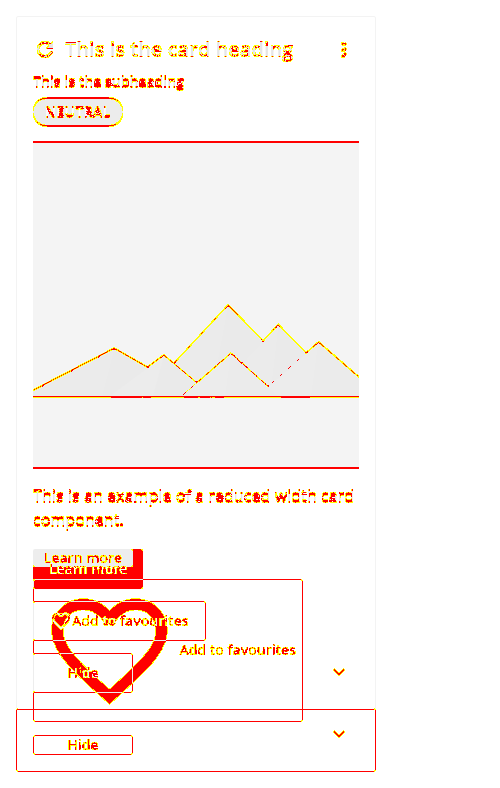 This is the card heading
This is the subheading
NEUTRAL
This is an example of a reduced width card
component.
Learn more
Learn more
Add to favourites
Add to favourites
Hide
Hide